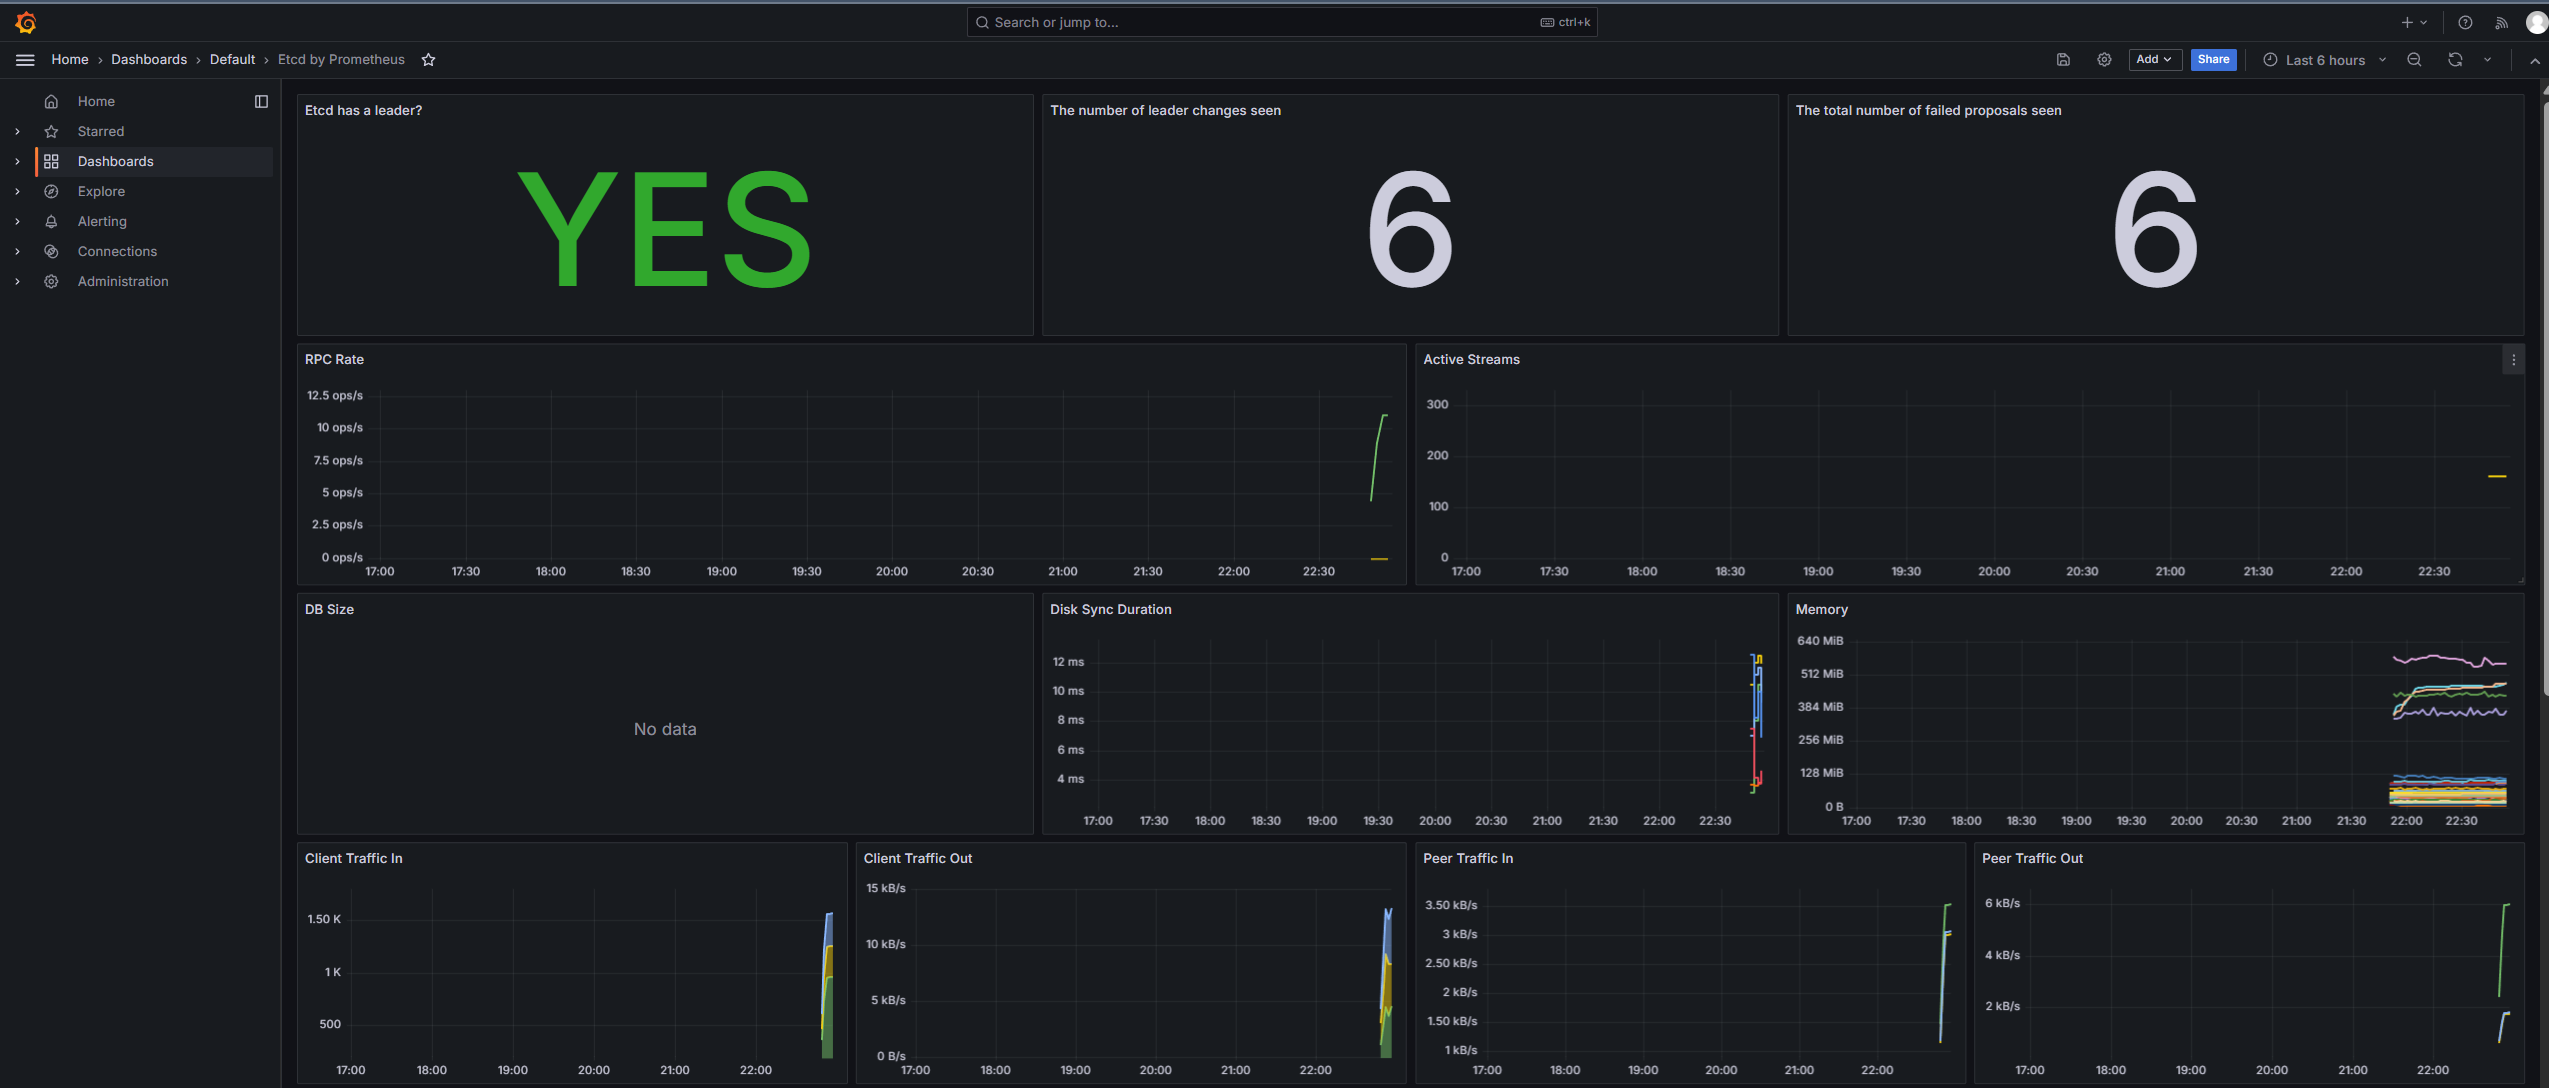 Search or jump to...
ctrl+k
Home › Dashboards › Default › Etcd by Prometheus
Add
Share
Last 6 hours
Home
Starred
Dashboards
Explore
Alerting
Connections
Administration
Etcd has a leader?
YES
The number of leader changes seen
6
The total number of failed proposals seen
6
RPC Rate
12.5 ops/s
10 ops/s
7.5 ops/s
5 ops/s
2.5 ops/s
0 ops/s
17:00 17:30 18:00 18:30 19:00 19:30 20:00 20:30 21:00 21:30 22:00 22:30
Active Streams
300
200
100
0
17:00 17:30 18:00 18:30 19:00 19:30 20:00 20:30 21:00 21:30 22:00 22:30
DB Size
No data
Disk Sync Duration
12 ms
10 ms
8 ms
6 ms
4 ms
17:00 17:30 18:00 18:30 19:00 19:30 20:00 20:30 21:00 21:30 22:00 22:30
Memory
640 MiB
512 MiB
384 MiB
256 MiB
128 MiB
0 B
17:00 17:30 18:00 18:30 19:00 19:30 20:00 20:30 21:00 21:30 22:00 22:30
Client Traffic In
1.50 K
1 K
500
17:00 18:00 19:00 20:00 21:00 22:00
Client Traffic Out
15 kB/s
10 kB/s
5 kB/s
0 B/s
17:00 18:00 19:00 20:00 21:00 22:00
Peer Traffic In
3.50 kB/s
3 kB/s
2.50 kB/s
2 kB/s
1.50 kB/s
1 kB/s
17:00 18:00 19:00 20:00 21:00 22:00
Peer Traffic Out
6 kB/s
4 kB/s
2 kB/s
17:00 18:00 19:00 20:00 21:00 22:00